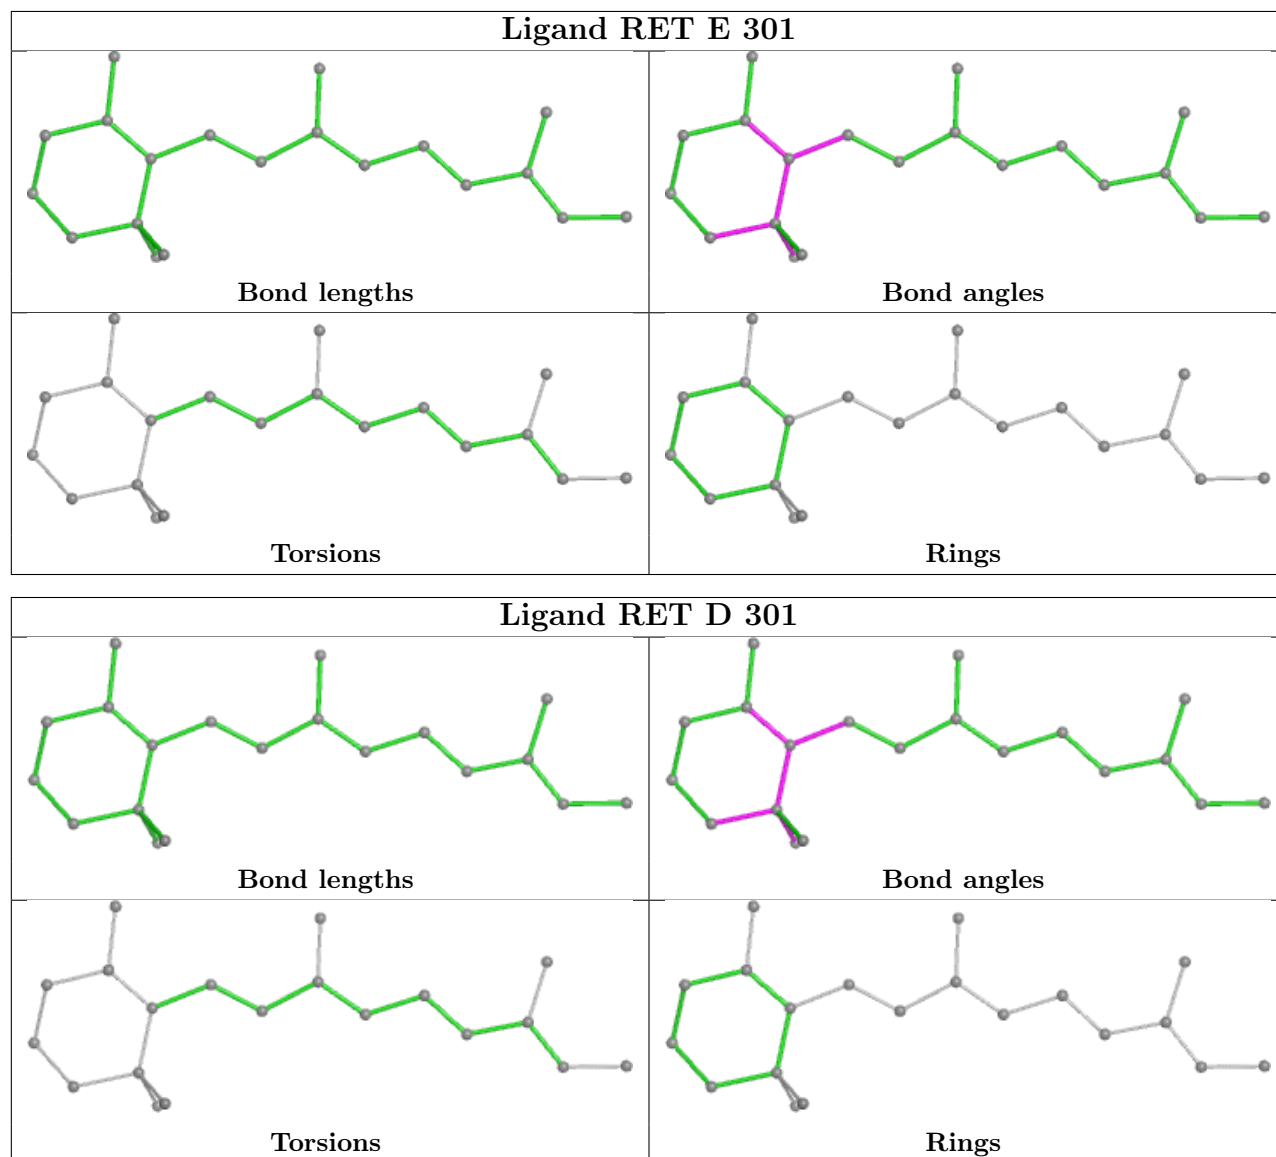 Ligand RET E 301
Bond lengths
Bond angles
Torsions
Rings
Ligand RET D 301
Bond lengths
Bond angles
Torsions
Rings